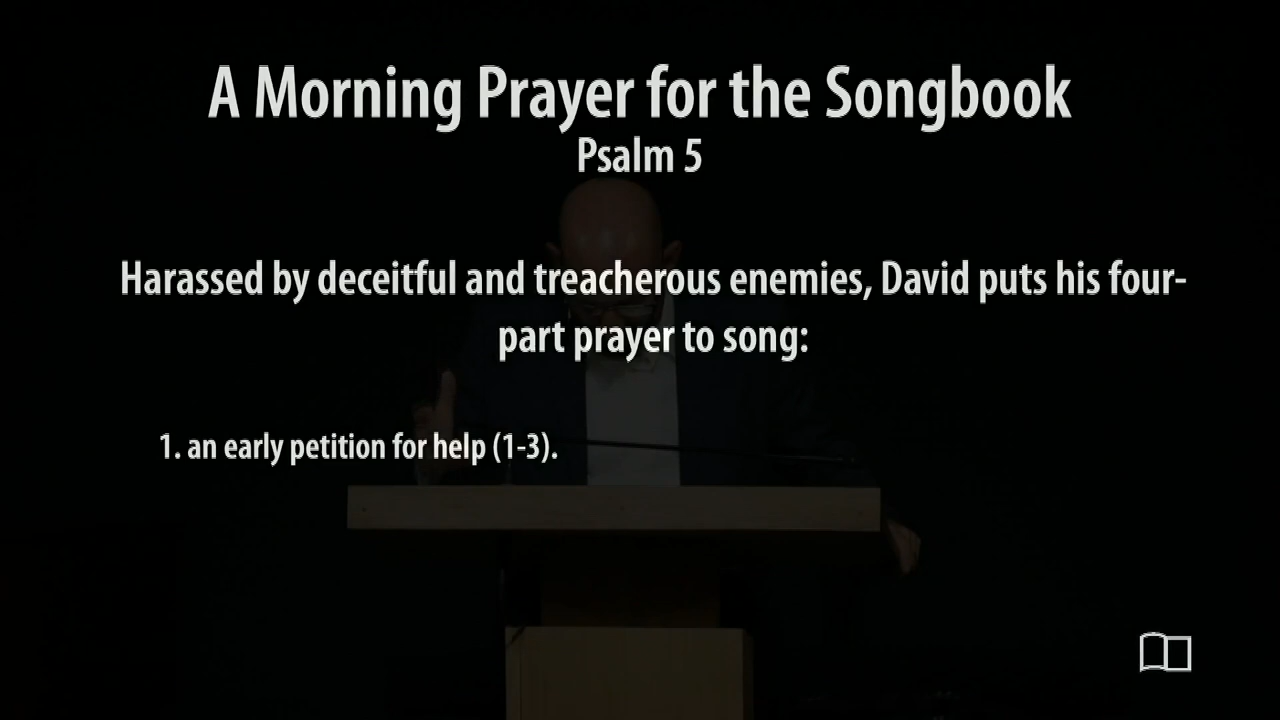 A Morning Prayer for the Songbook
Psalm 5
Harassed by deceitful and treacherous enemies, David puts his four-
part prayer to song:
1. an early petition for help (1-3).